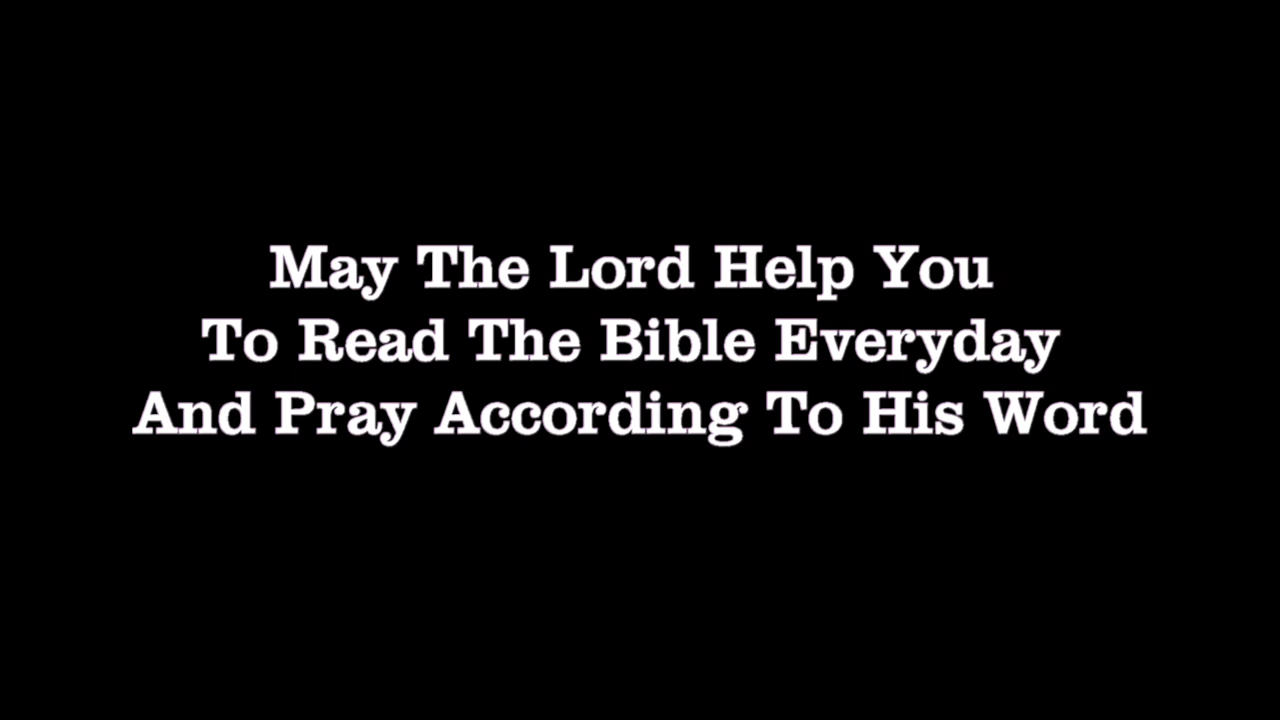 May The Lord Help You
To Read The Bible Everyday
And Pray According To His Word